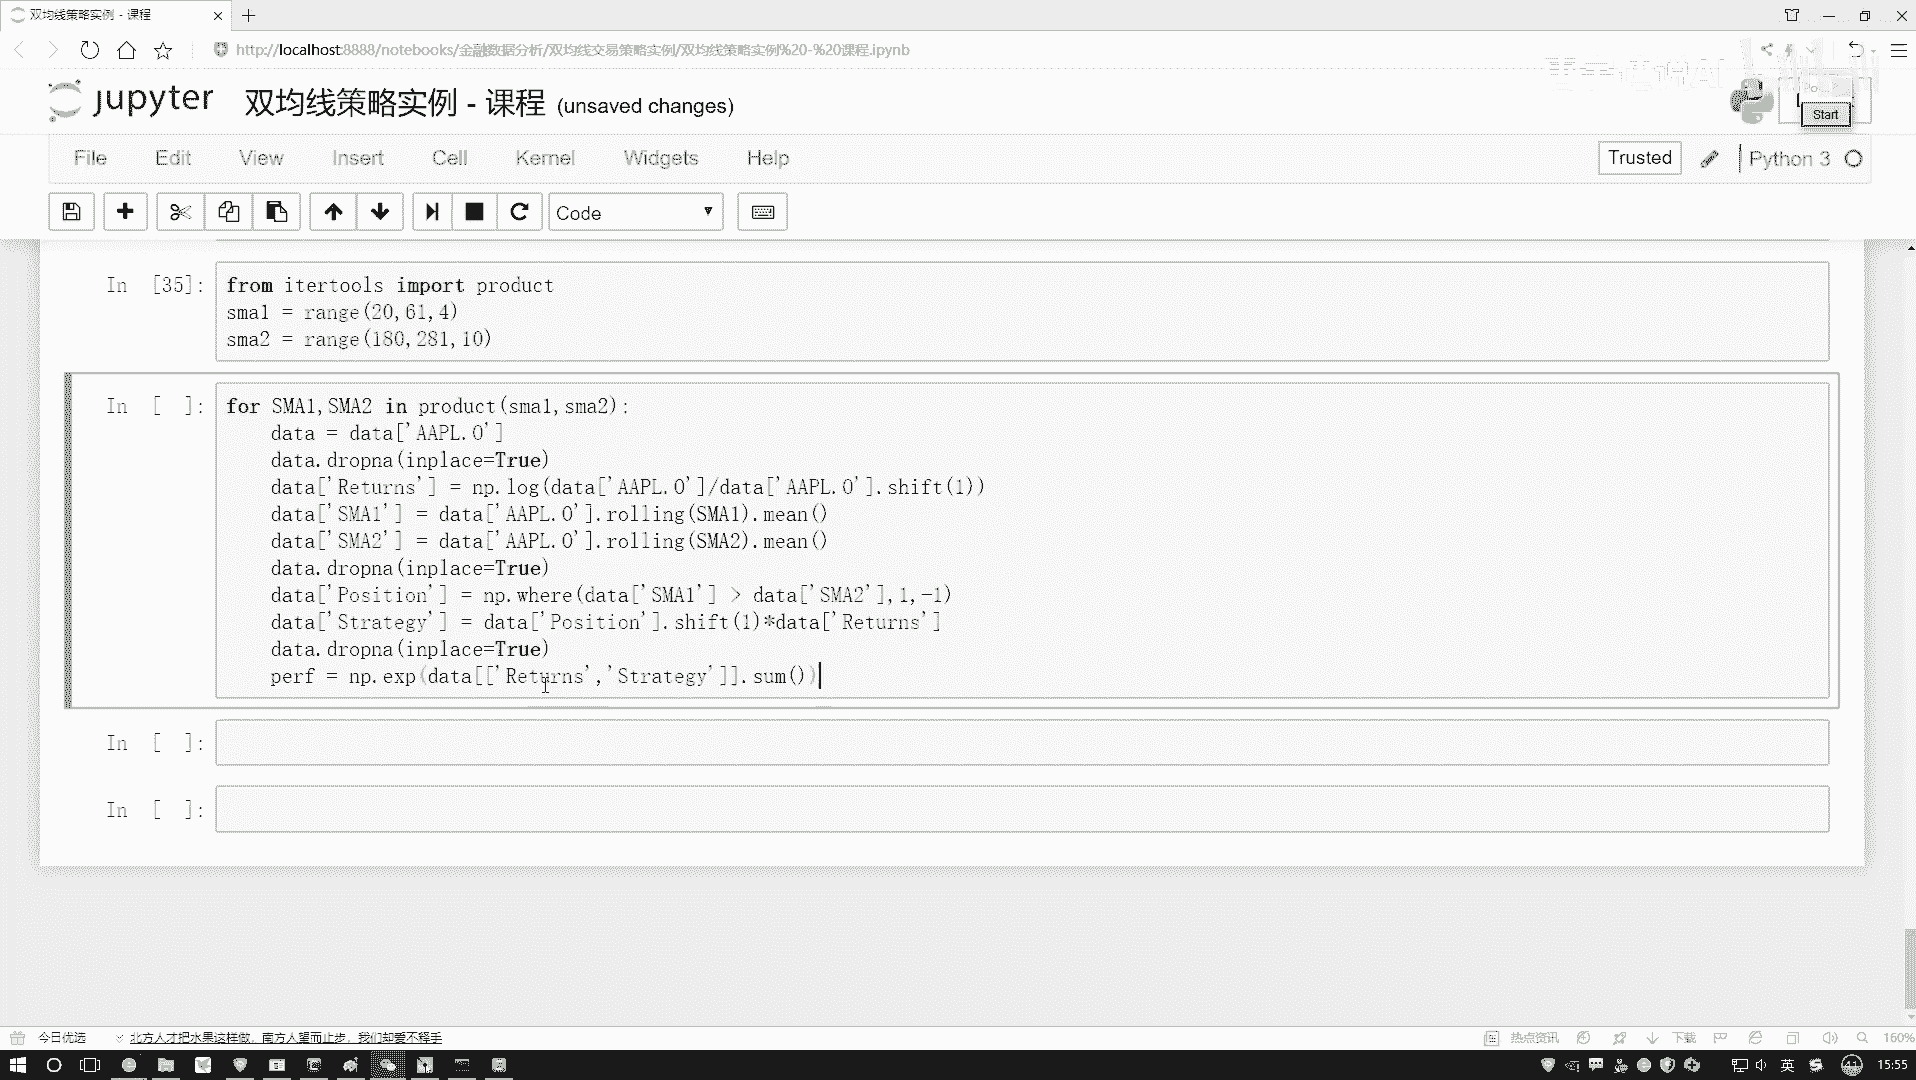 双均线策略实例 - 课程
http://localhost:8888/notebooks/金融数据分析/双均线交易策略实例/双均线策略实例%20-%20课程.ipynb
jupyter 双均线策略实例 - 课程 (unsaved changes)
Start
File Edit View Insert Cell Kernel Widgets Help
Trusted
Python 3
Code
In [35]:
from itertools import product
sma1 = range(20,61,4)
sma2 = range(180,281,10)
In [ ]:
for SMA1,SMA2 in product(sma1,sma2):
data = data['AAPL.O']
data.dropna(inplace=True)
data['Returns'] = np.log(data['AAPL.O']/data['AAPL.O'].shift(1))
data['SMA1'] = data['AAPL.O'].rolling(SMA1).mean()
data['SMA2'] = data['AAPL.O'].rolling(SMA2).mean()
data.dropna(inplace=True)
data['Position'] = np.where(data['SMA1'] > data['SMA2'],1,-1)
data['Strategy'] = data['Position'].shift(1)*data['Returns']
data.dropna(inplace=True)
perf = np.exp(data[['Returns','Strategy']].sum())
In [ ]:
In [ ]:
今日优选
北方人才把水果这样做，南方人望而止步，我们却爱不释手
热点资讯
下载
160%
英
41
15:55